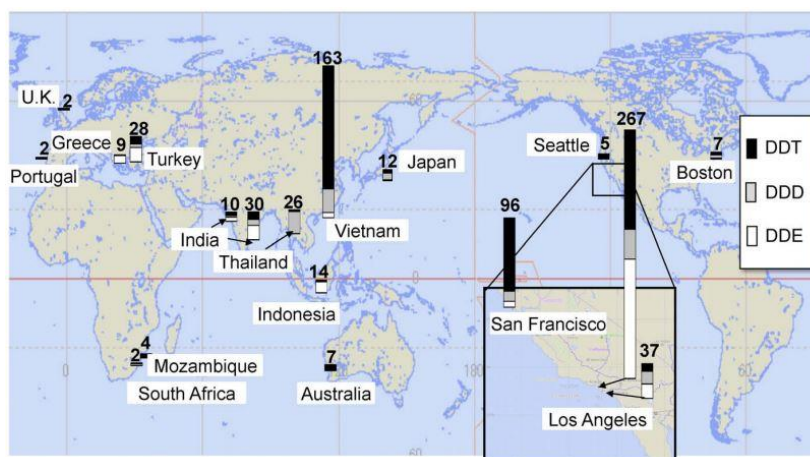 163
U.K.
2
267
DDT
Greece
28
9
Turkey
2
Portugal
Seattle
5
7
Boston
12
Japan
DDD
10
30
26
96
DDE
India
Thailand
Vietnam
14
Indonesia
0
San Francisco
4
2
Mozambique
South Africa
0
7
Australia
180
37
Los Angeles
60